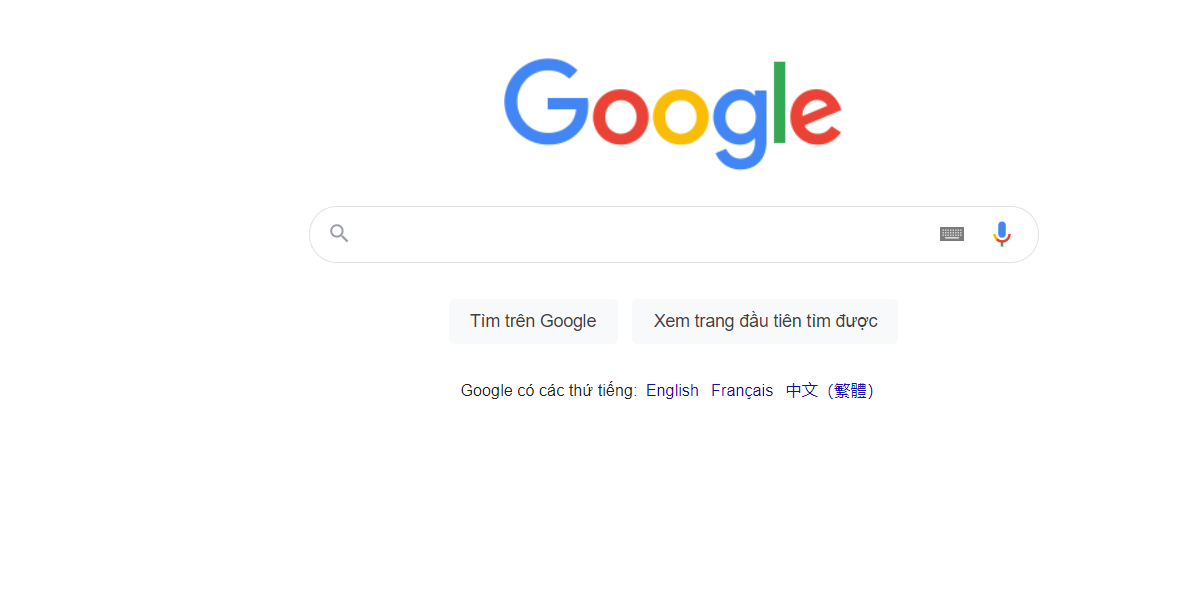 Google
Tìm trên Google
Xem trang đầu tiên tìm được
Google có các thứ tiếng: English Français 中文（繁體）